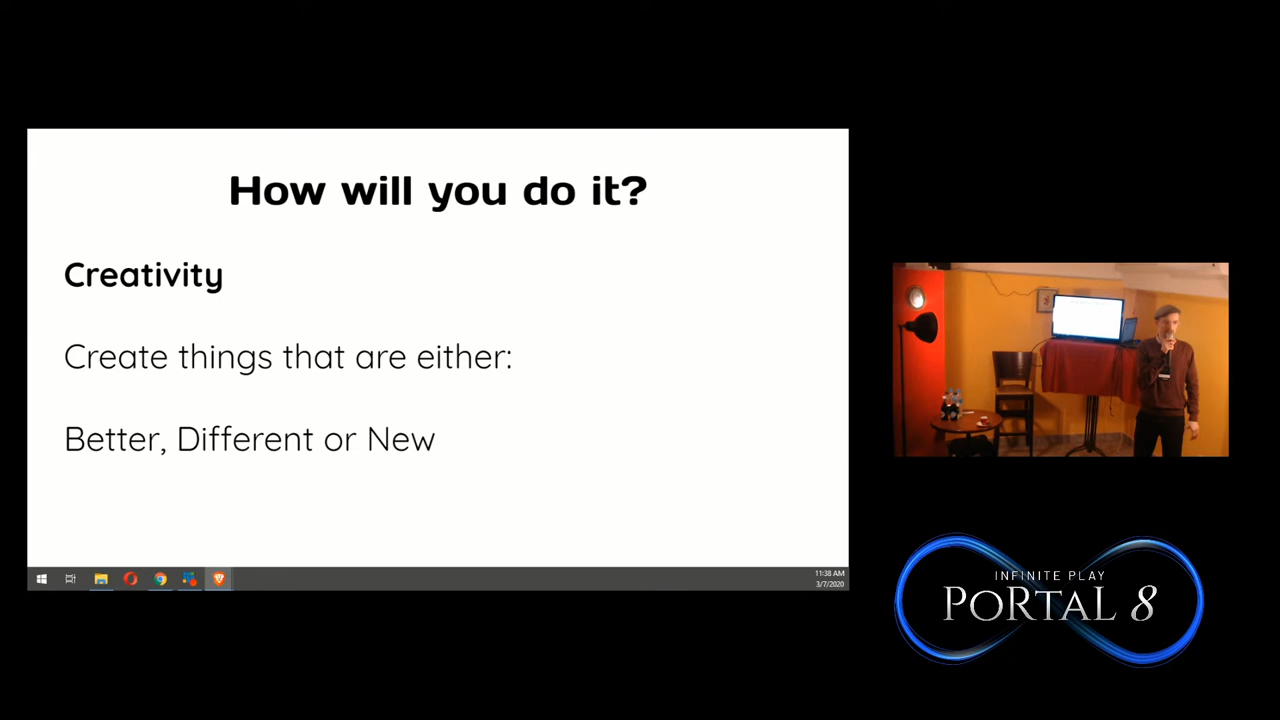 How will you do it?
Creativity
Create things that are either:
Better, Different or New
11:38 AM
3/7/2020
INFINITE PLAY
PORTAL 8